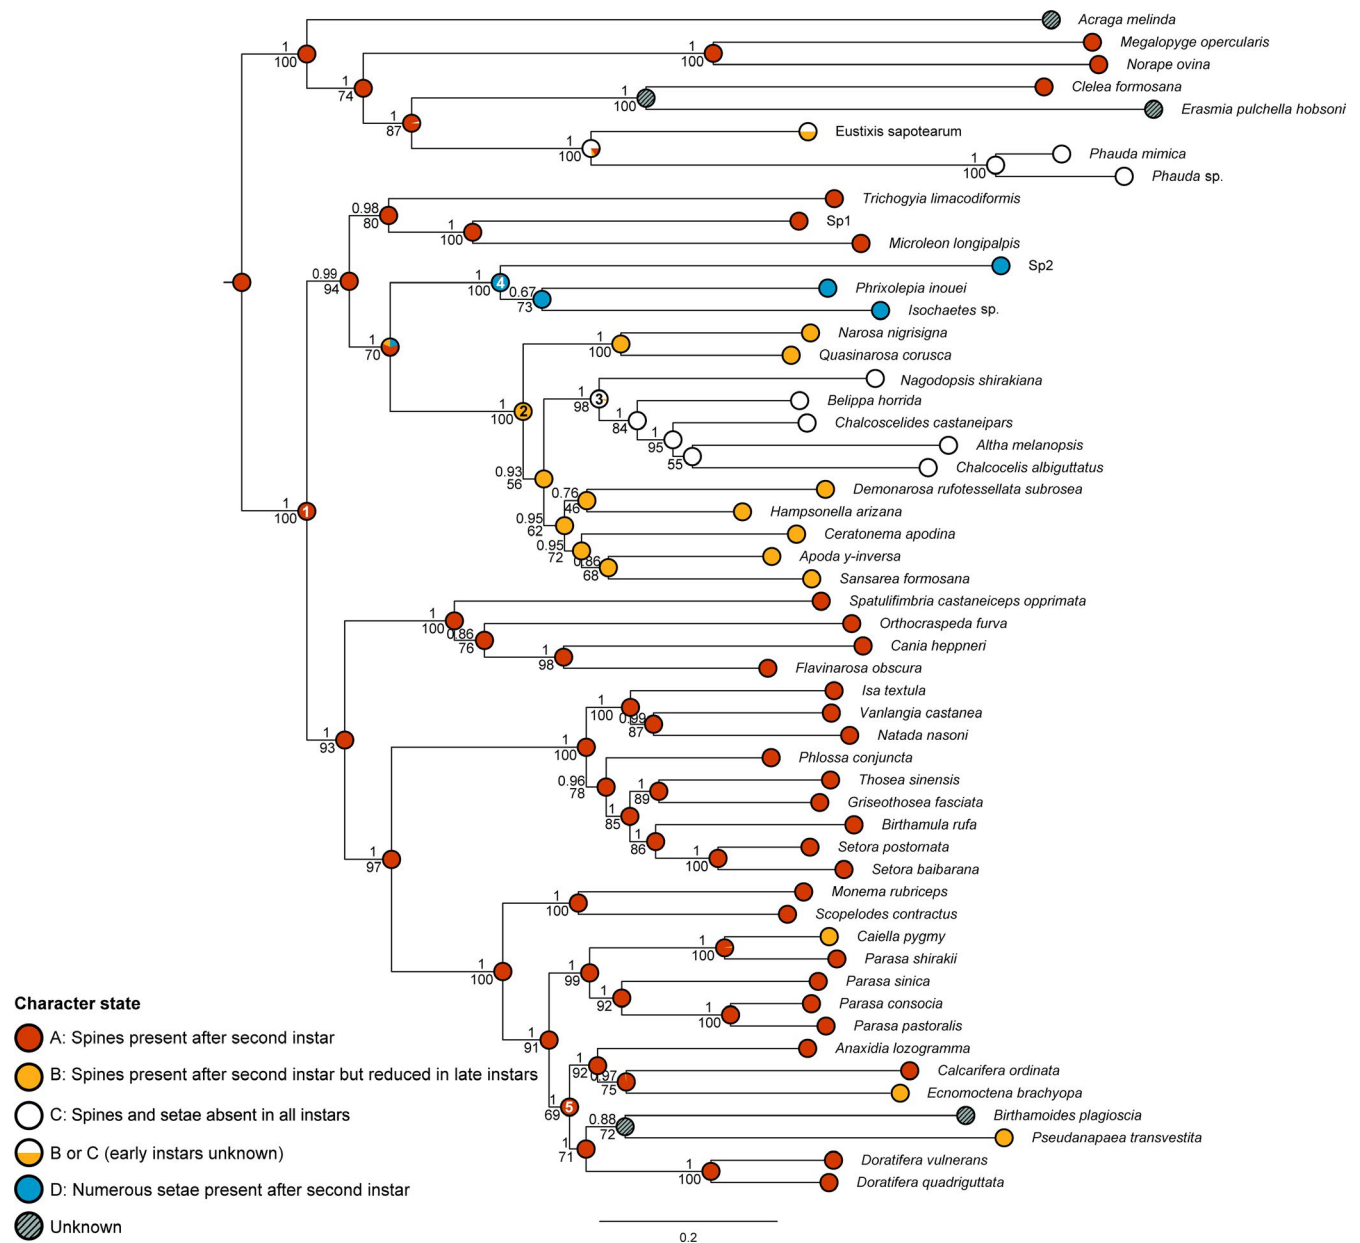 Acraga melinda
1
100
Megalopyge opercularis
1
100
Norape ovina
1
74
Clelea formosana
1
100
Erasmia pulchella hobsoni
1
87
Eustixis sapotearum
1
100
Phauda mimica
1
100
Phauda sp.
Trichogyia limacodiformis
0.98
80
Sp1
1
100
Microleon longipalpis
0.99
94
Sp2
1
100
4
0.67
73
Phrixolepia inouei
Isochaetes sp.
1
70
Narosa nigrisigna
1
100
Quasinarosa corusca
Nagodopsis shirakiana
1
98
3
Belippa horrida
1
84
1
100
2
Chalcoscelides castaneipars
1
95
Altha melanopsis
55
Chalcocelis albiguttatus
0.93
56
Demonarosa rufotessellata subrosea
0.76
46
Hampsonella arizana
1
100
1
0.95
62
Ceratonema apodina
0.95
72
Apoda y-inversa
0.86
68
Sansarea formosana
Spatulifimbria castaneiceps opprimata
1
100
Orthocraspeda furva
0.86
76
Cania heppneri
1
98
Flavinarosa obscura
Isa textula
1
100
Vanlangia castanea
0.99
87
Natada nasoni
1
93
1
100
Phlossa conjuncta
0.96
78
Thosea sinensis
1
89
Griseothosea fasciata
1
85
Birthamula rufa
1
86
Setora postornata
1
100
Setora baibarana
1
97
Monema rubriceps
1
100
Scopelodes contractus
Caiella pygmy
1
100
Parasa shirakii
1
100
1
99
Parasa sinica
1
92
Parasa consocia
1
100
Parasa pastoralis
1
91
Anaxidia lozogramma
1
92
Calcarifera ordinata
0.97
75
Ecnomoctena brachyopa
1
69
5
Birthamoides plagioscia
0.88
72
Pseudanapaea transvestita
1
71
Doratifera vulnerans
1
100
Doratifera quadriguttata
Character state
A: Spines present after second instar
B: Spines present after second instar but reduced in late instars
C: Spines and setae absent in all instars
B or C (early instars unknown)
D: Numerous setae present after second instar
Unknown
0.2